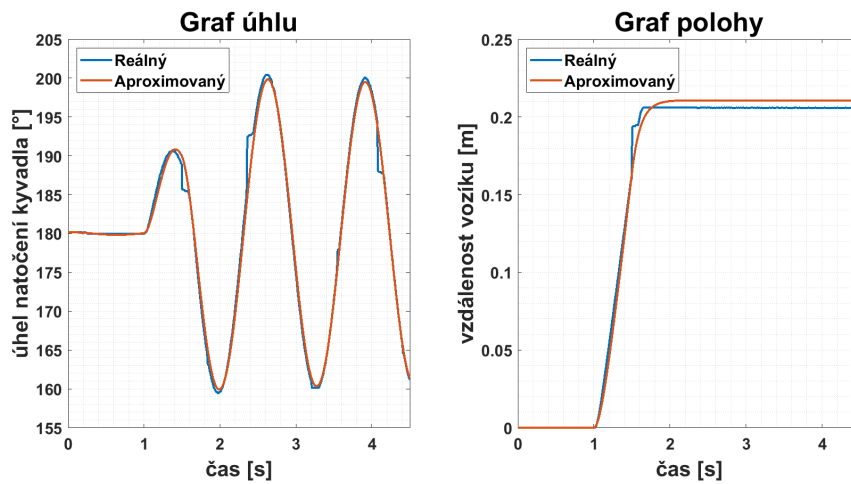 Graf úhlu
205
200
195
190
185
180
175
170
165
160
155
0 1 2 3 4
úhel natočení kyvadla [°]
čas [s]
Reálný
Aproximovaný
Graf polohy
0.25
0.2
0.15
0.1
0.05
0
0 1 2 3 4
vzdálenost vozíku [m]
čas [s]
Reálný
Aproximovaný